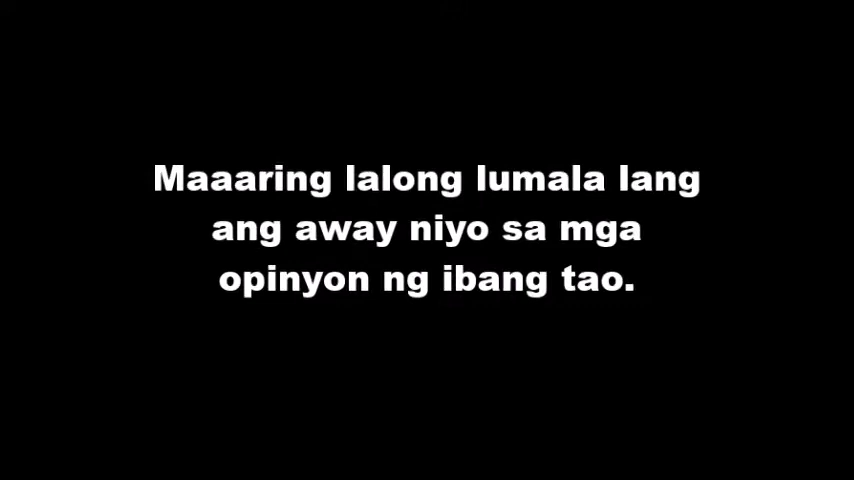 Maaaring lalong lumala lang
ang away niyo sa mga
opinyon ng ibang tao.